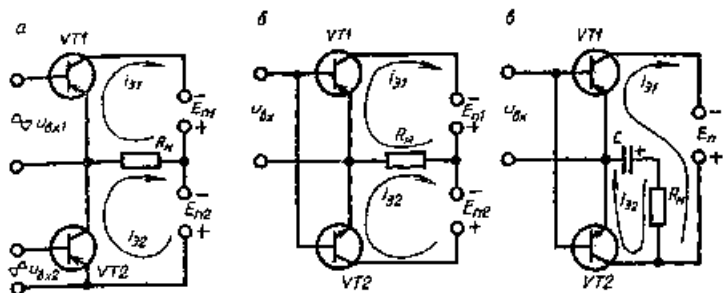 а
VT1
uвх1
iэ1
−
Eп1
+
Rн
−
Eп2
+
iэ2
uвх2
VT2
б
VT1
uвх
iэ1
−
Eп1
+
Rн
−
Eп2
+
iэ2
VT2
в
VT1
uвх
iэ1
C
+
−
Eп
+
iэ2
Rн
VT2